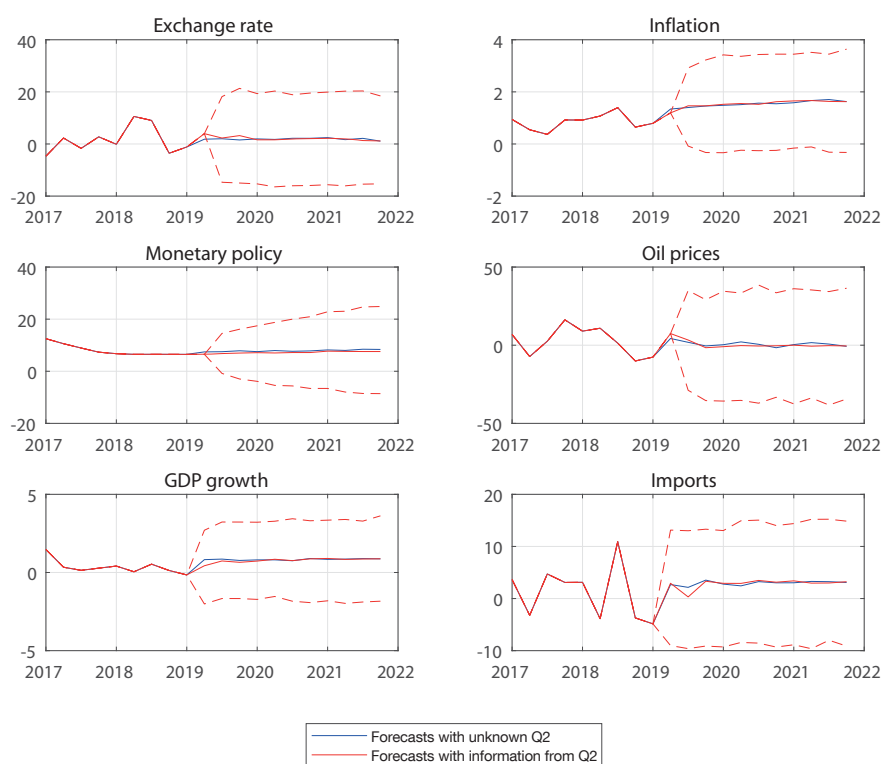 Exchange rate
40
20
0
-20
2017 2018 2019 2020 2021 2022
Inflation
4
2
0
2
2017 2018 2019 2020 2021 2022
Monetary policy
40
20
0
-20
2017 2018 2019 2020 2021 2022
Oil prices
50
0
-50
2017 2018 2019 2020 2021 2022
GDP growth
5
0
-5
2017 2018 2019 2020 2021 2022
Imports
20
10
0
-10
2017 2018 2019 2020 2021 2022
Forecasts with unknown Q2
Forecasts with information from Q2